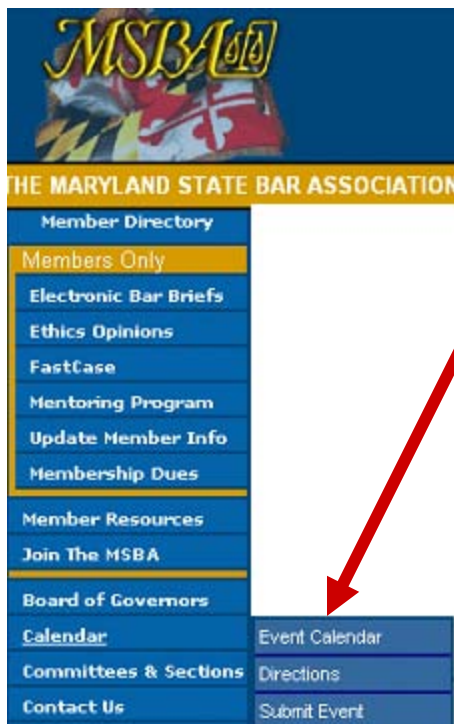 MSBA
THE MARYLAND STATE BAR ASSOCIATION
Member Directory
Members Only
Electronic Bar Briefs
Ethics Opinions
FastCase
Mentoring Program
Update Member Info
Membership Dues
Member Resources
Join The MSBA
Board of Governors
Calendar
Event Calendar
Committees & Sections
Directions
Contact Us
Submit Event